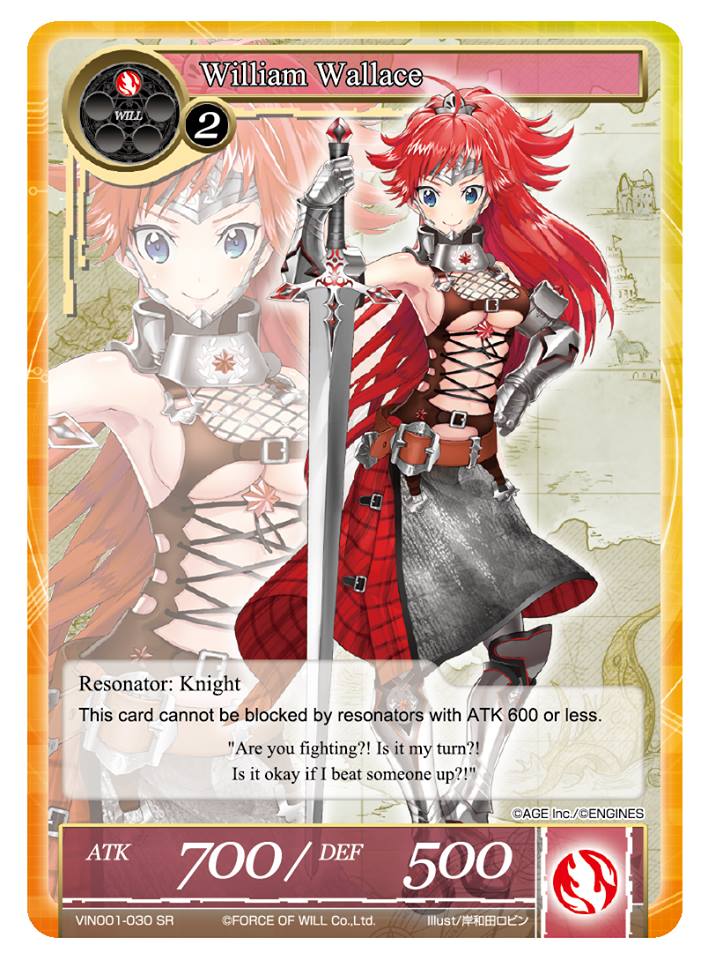 William Wallace
WILL
2
Resonator: Knight
This card cannot be blocked by resonators with ATK 600 or less.
"Are you fighting?! Is it my turn?!
Is it okay if I beat someone up?!"
©AGE Inc./©ENGINES
ATK 700/ DEF 500
VIN001-030 SR ©FORCE OF WILL Co.,Ltd. Illust/岸和田ロビン